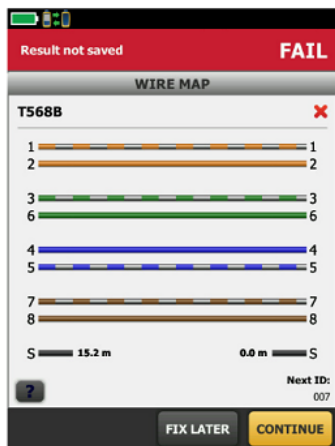 Result not saved FAIL
WIRE MAP
T568B
1 1
2 2
3 3
6 6
4 4
5 5
7 7
8 8
S 15.2 m 0.0 m S
? Next ID:
007
FIX LATER CONTINUE